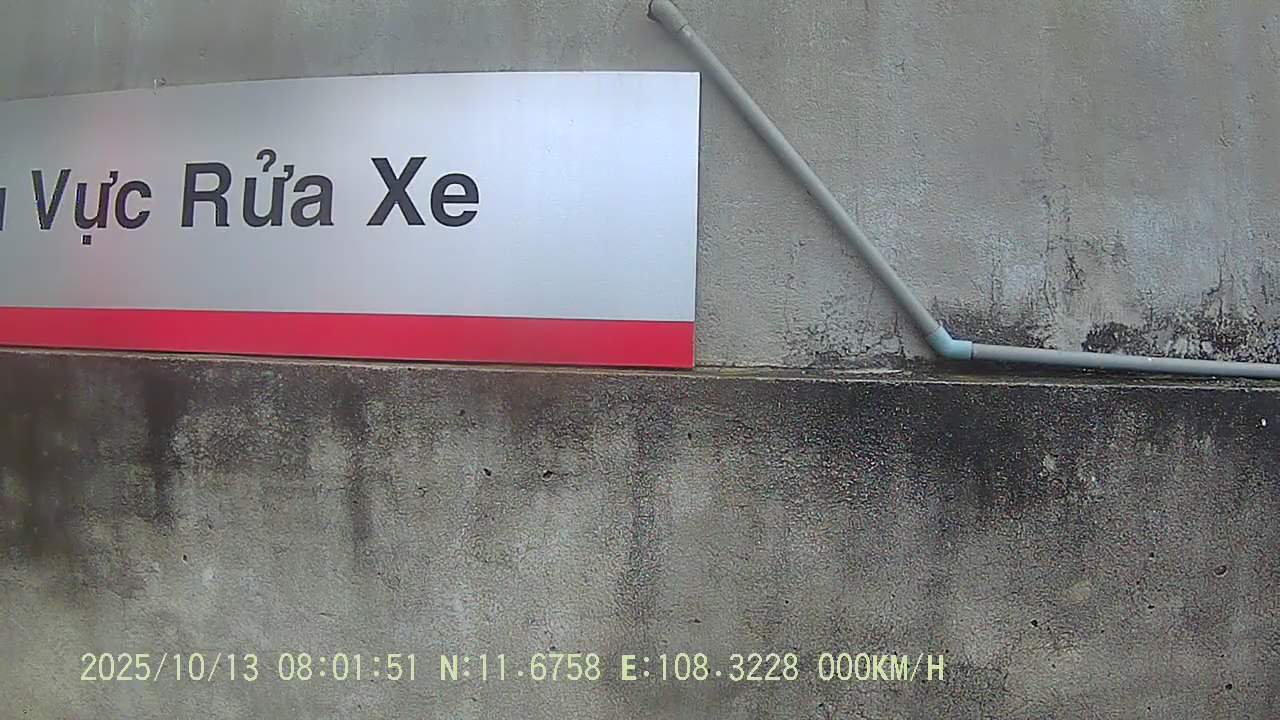 Vực Rửa Xe
2025/10/13 08:01:51 N:11.6758 E:108.3228 000KM/H